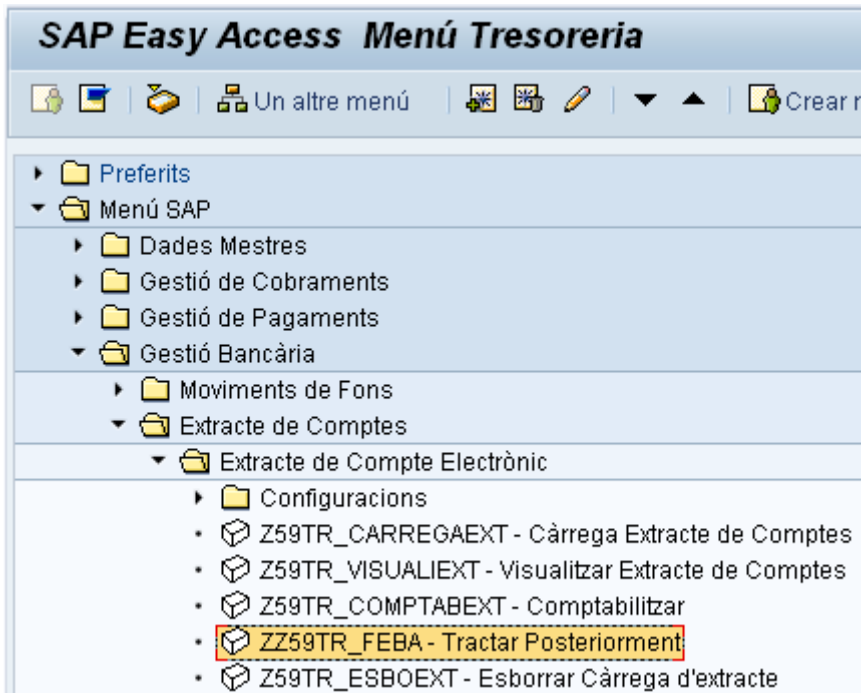 SAP Easy Access Menú Tresoreria
Un altre menú Crear r
Preferits
Menú SAP
Dades Mestres
Gestió de Cobraments
Gestió de Pagaments
Gestió Bancària
Moviments de Fons
Extracte de Comptes
Extracte de Compte Electrònic
Configuracions
Z59TR_CARREGAEXT - Càrrega Extracte de Comptes
Z59TR_VISUALIEXT - Visualitzar Extracte de Comptes
Z59TR_COMPTABEXT - Comptabilitzar
ZZ59TR_FEBA - Tractar Posteriorment
Z59TR_ESBOEXT - Esborrar Càrrega d'extracte